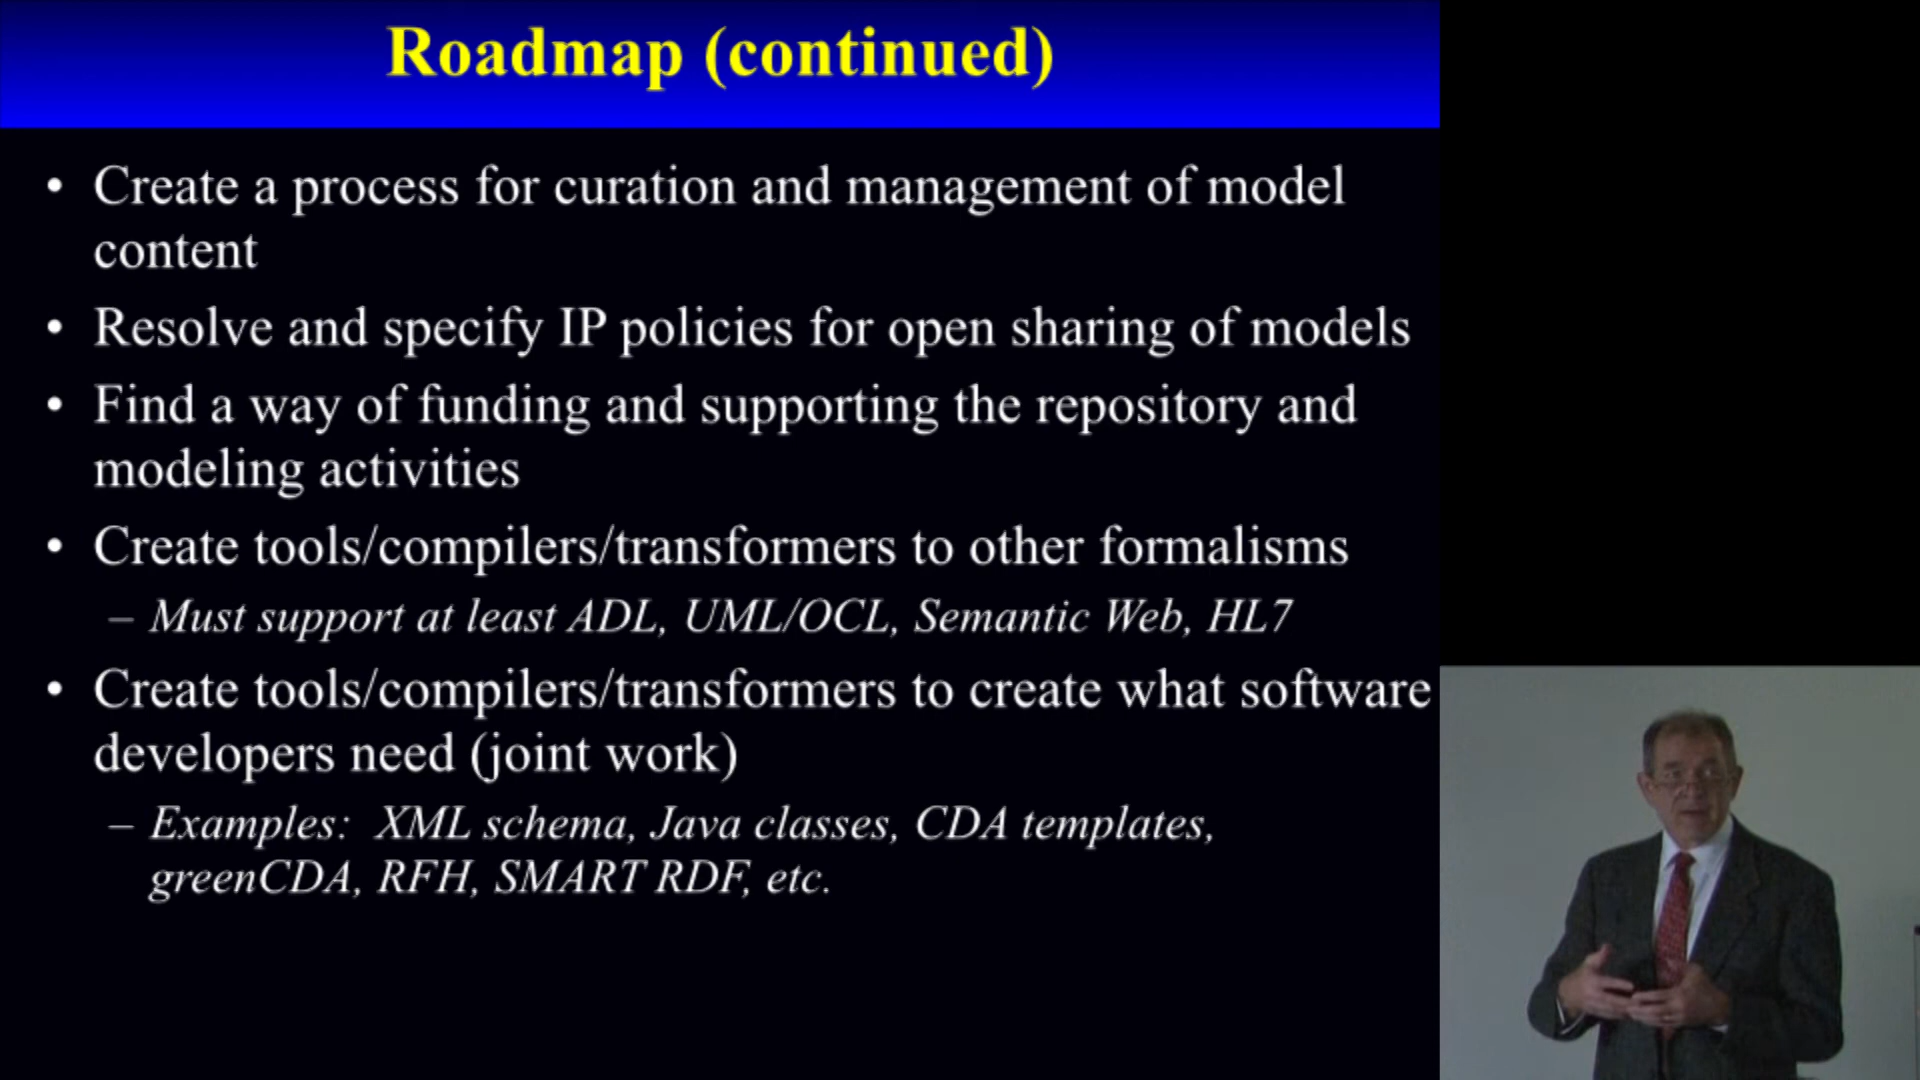 Roadmap (continued)
• Create a process for curation and management of model
content
• Resolve and specify IP policies for open sharing of models
• Find a way of funding and supporting the repository and
modeling activities
• Create tools/compilers/transformers to other formalisms
– Must support at least ADL, UML/OCL, Semantic Web, HL7
• Create tools/compilers/transformers to create what software
developers need (joint work)
– Examples:  XML schema, Java classes, CDA templates,
greenCDA, RFH, SMART RDF, etc.